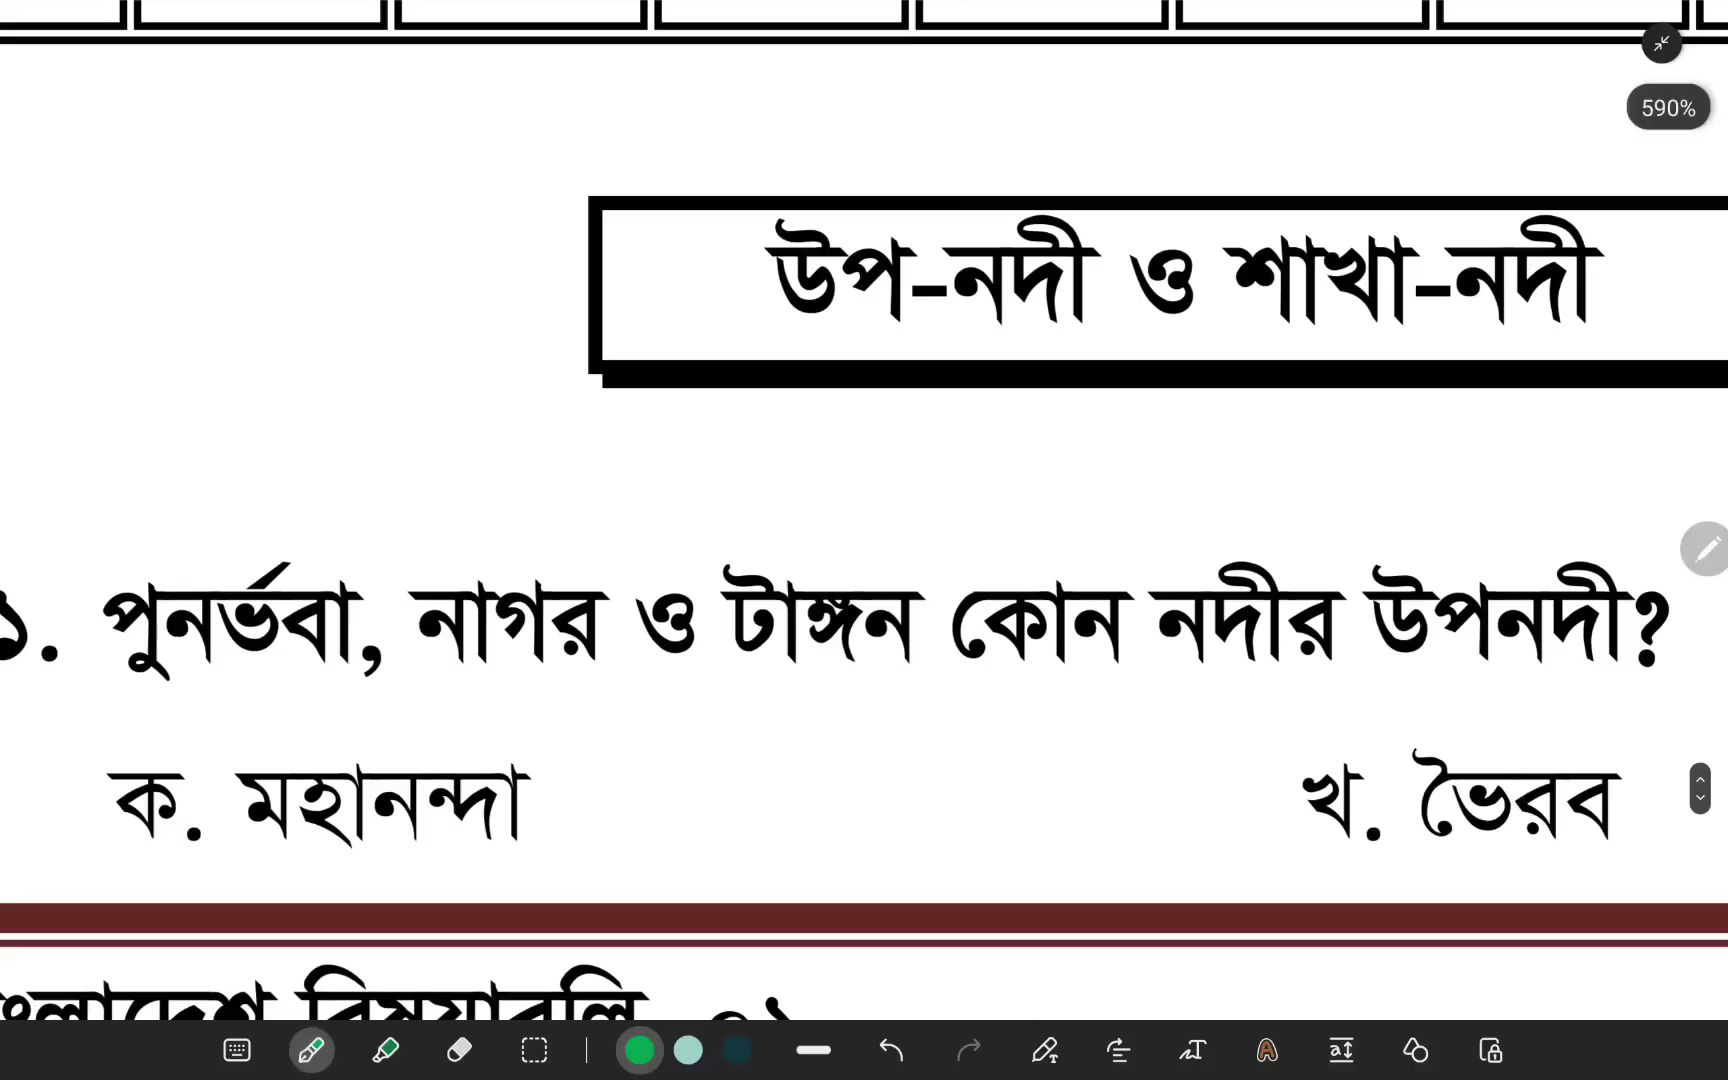 590%
উপ-নদী ও শাখা-নদী
১. পুনর্ভবা, নাগর ও টাঙ্গন কোন নদীর উপনদী?
ক. মহানন্দা খ. ভৈরব